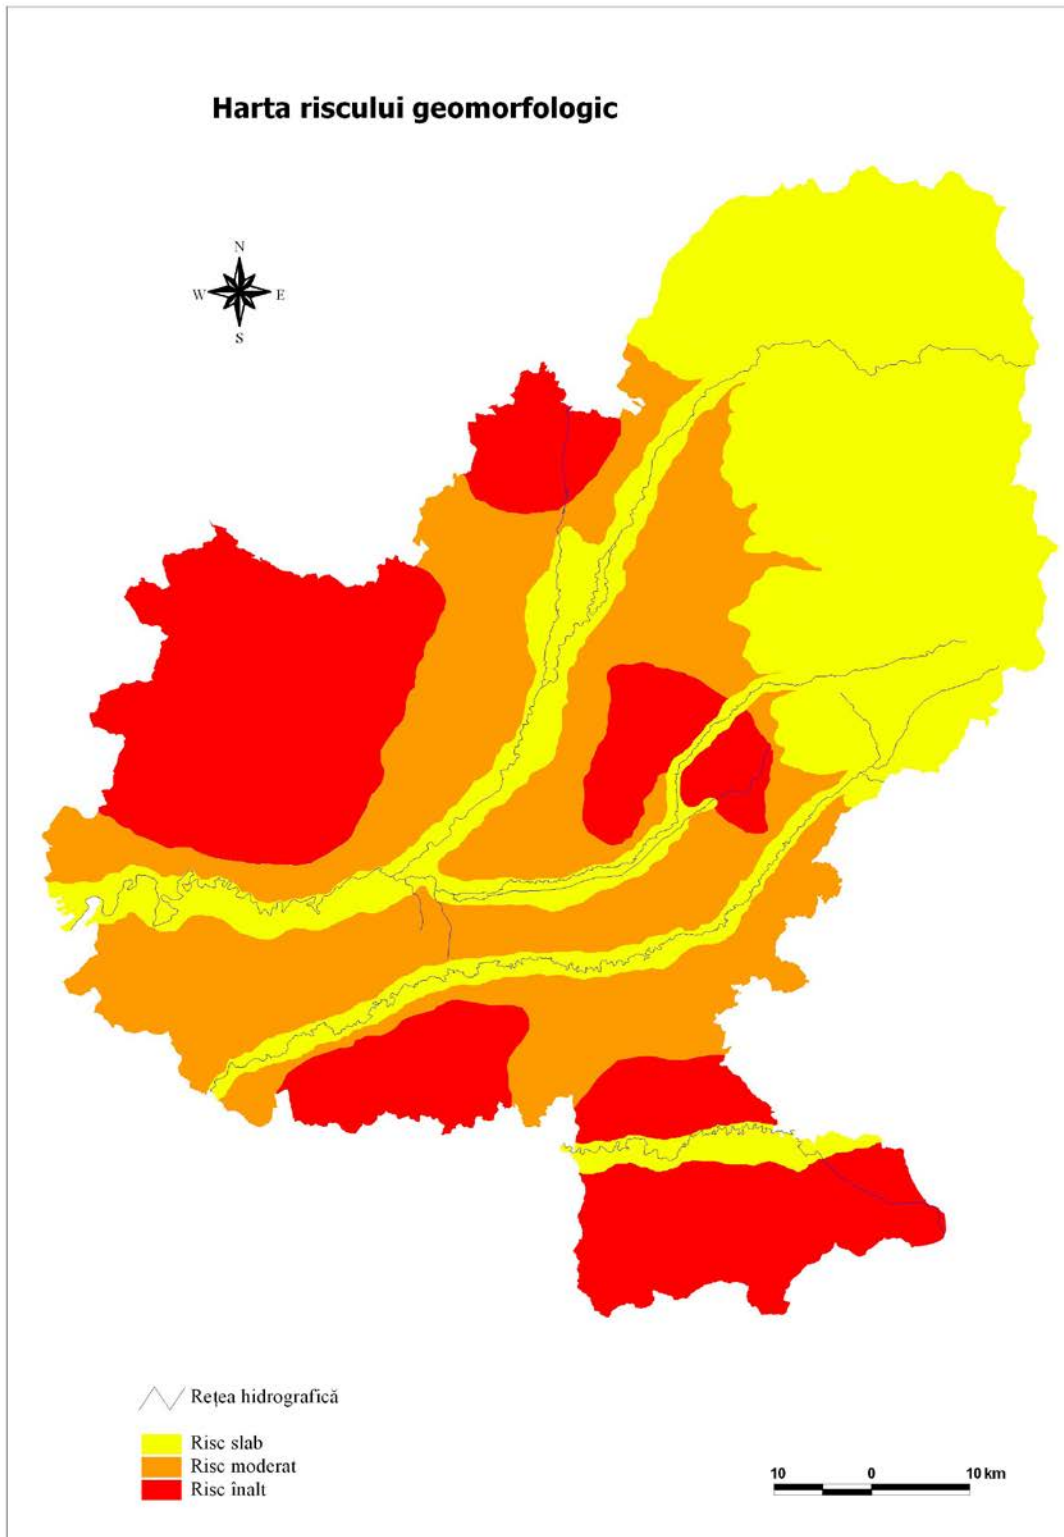 Harta riscului geomorfologic
N
W E
S
Rețea hidrografică
Risc slab
Risc moderat
Risc înalt
10 0 10 km